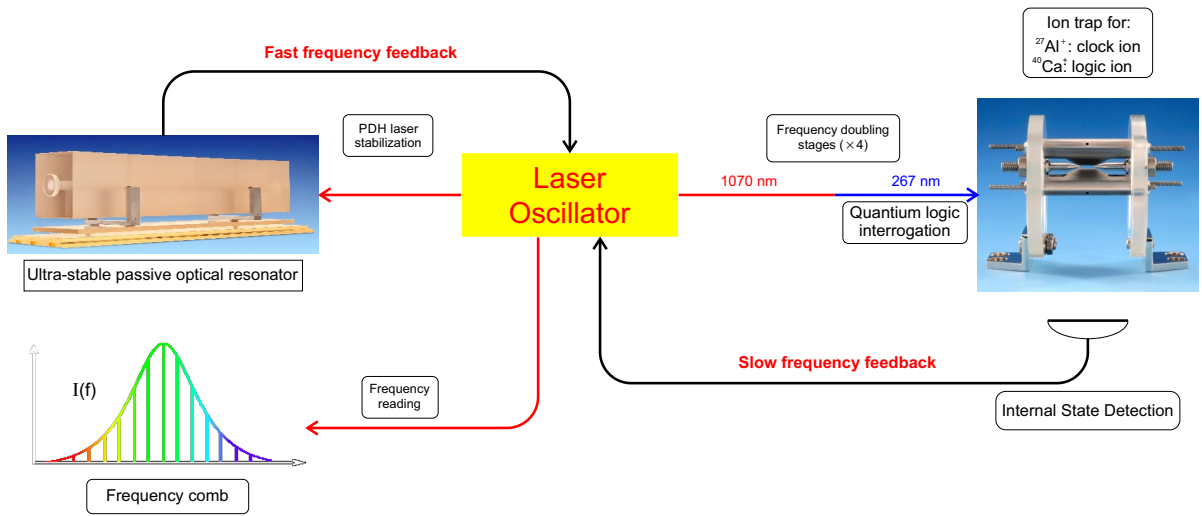 Fast frequency feedback
Ion trap for:
²⁷Al⁺: clock ion
⁴⁰Ca⁺: logic ion
PDH laser
stabilization
Frequency doubling
stages (×4)
Laser
Oscillator
1070 nm
267 nm
Quantium logic
interrogation
Ultra-stable passive optical resonator
I(f)
Slow frequency feedback
Frequency
reading
Internal State Detection
Frequency comb